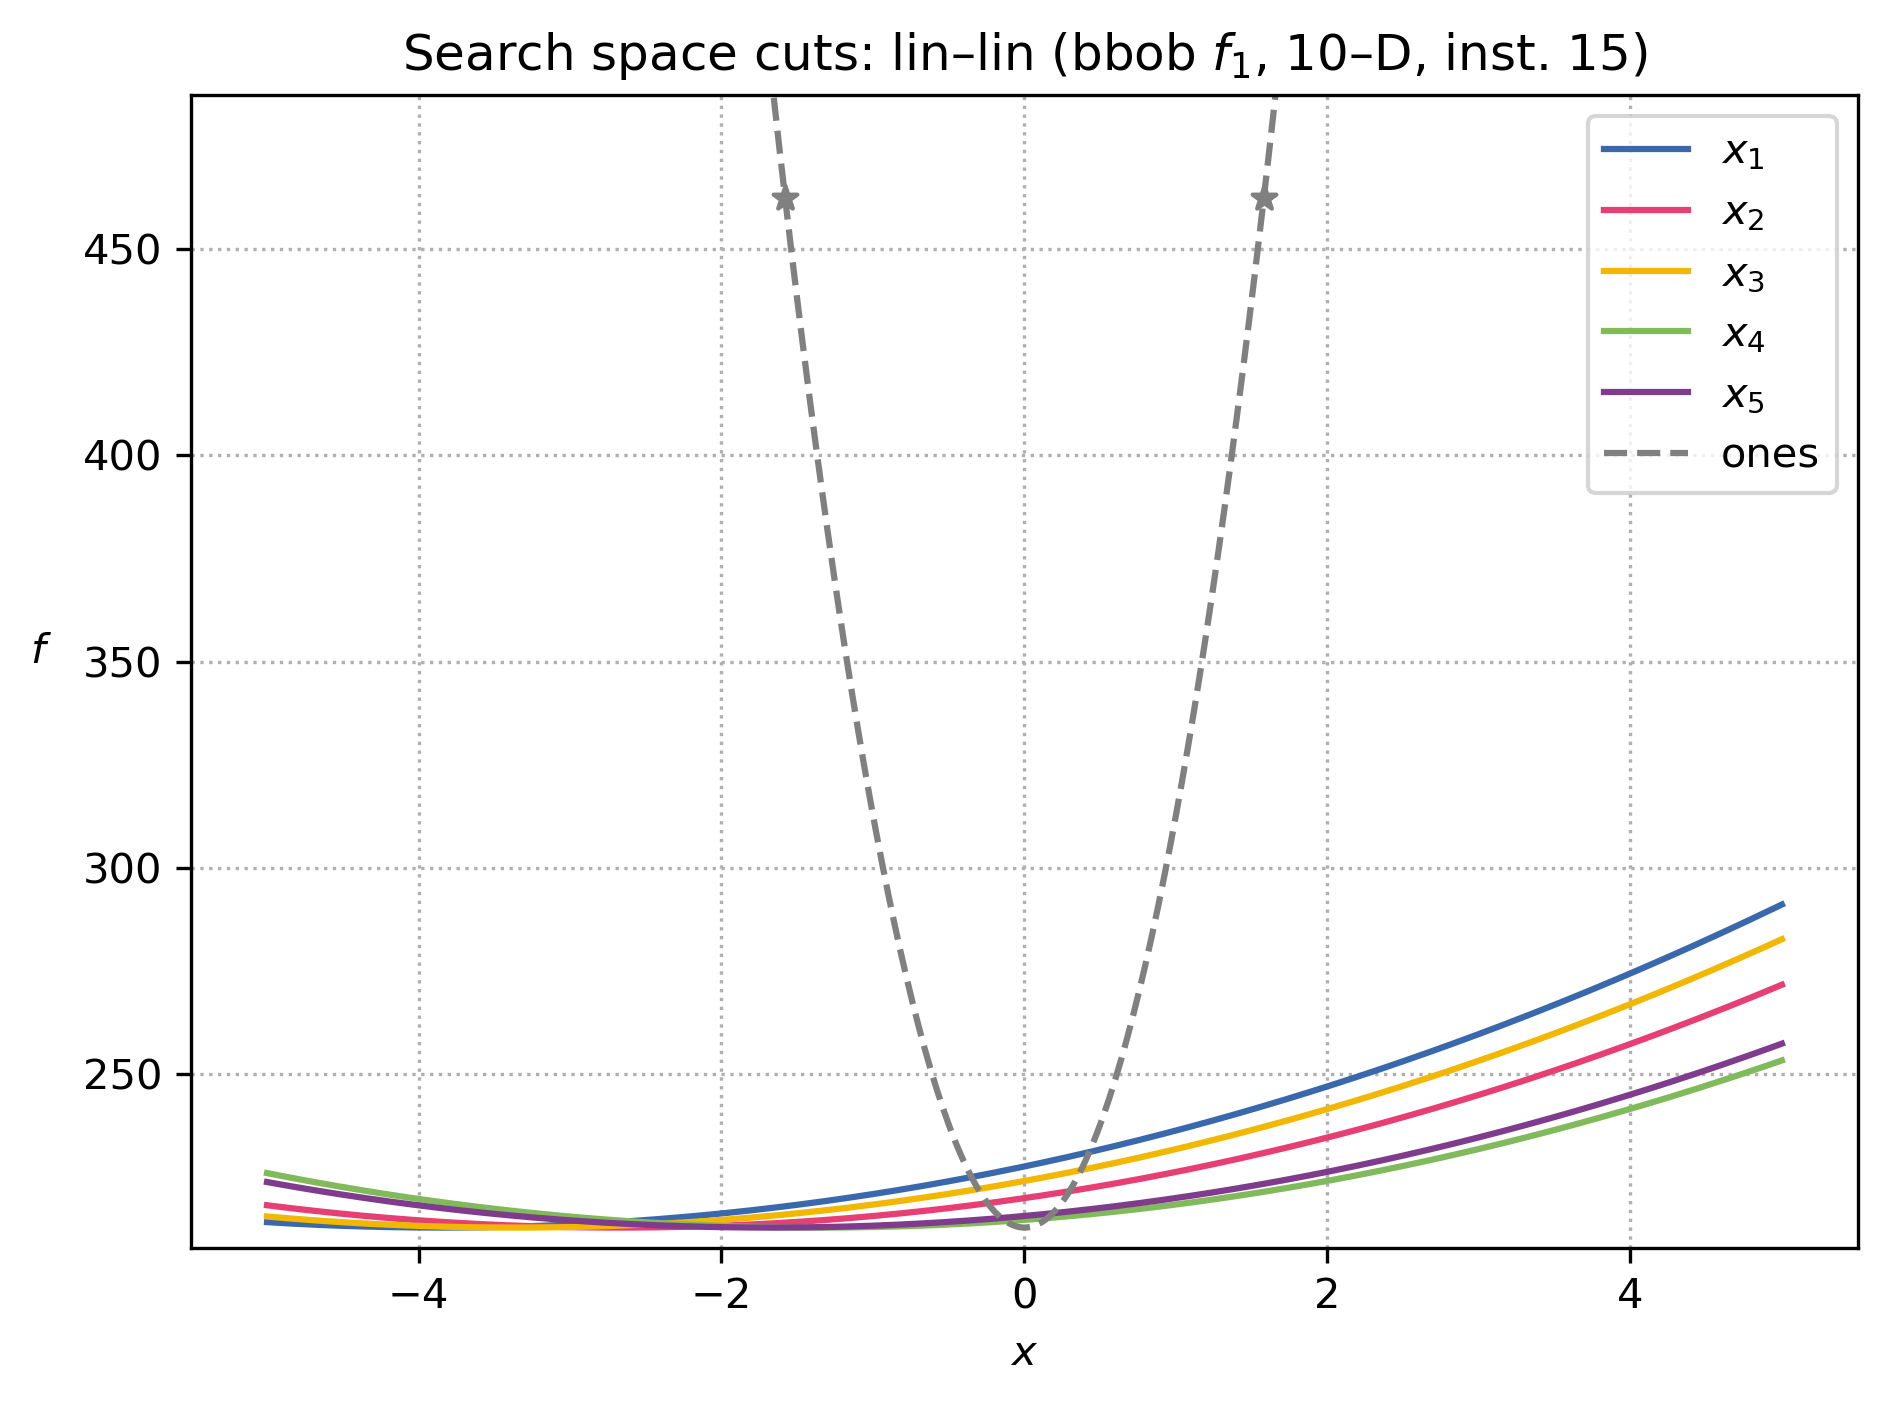 Search space cuts: lin–lin (bbob f₁, 10–D, inst. 15)
x₁
x₂
x₃
x₄
x₅
ones
450
400
350
300
250
f
−4 −2 0 2 4
x